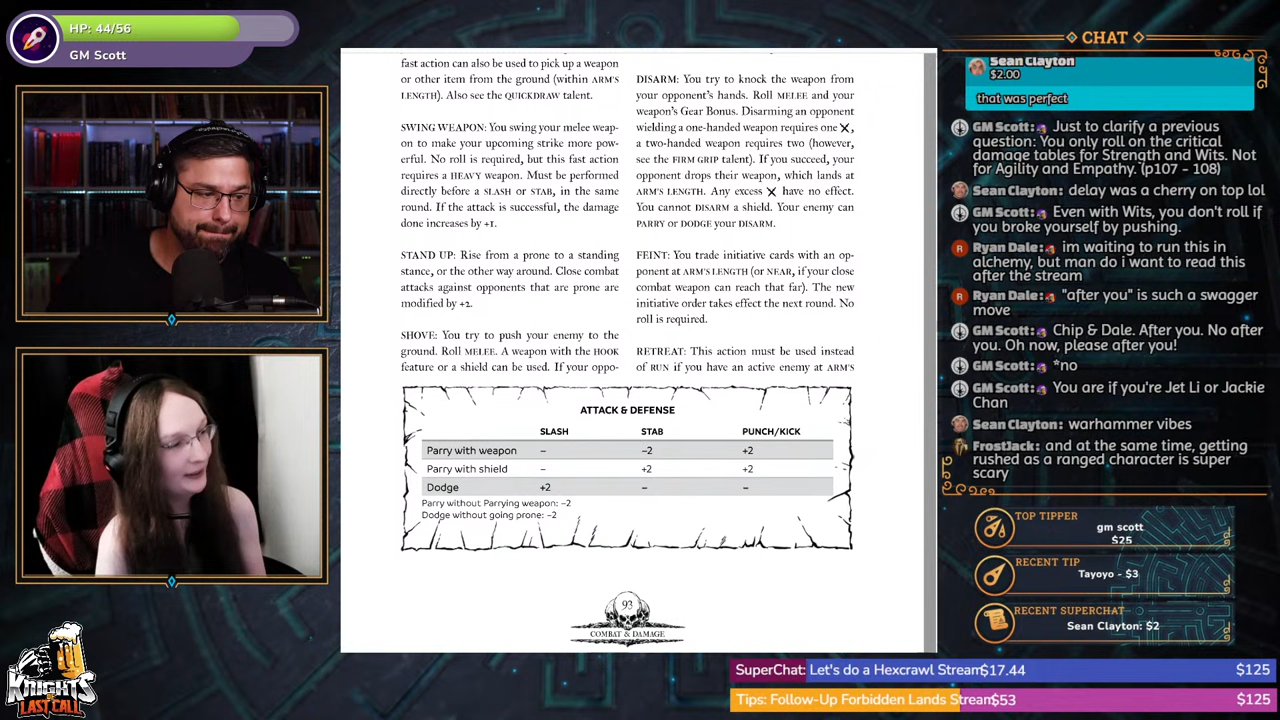 HP: 44/56
GM Scott
KNIGHTS
OF
LAST CALL
fast action can also be used to pick up a weapon
or other item from the ground (within ARM'S
LENGTH). Also see the QUICKDRAW talent.
SWING WEAPON: You swing your melee weap-
on to make your upcoming strike more pow-
erful. No roll is required, but this fast action
requires a HEAVY weapon. Must be performed
directly before a SLASH or STAB, in the same
round. If the attack is successful, the damage
done increases by +1.
STAND UP: Rise from a prone to a standing
stance, or the other way around. Close combat
attacks against opponents that are prone are
modified by +2.
SHOVE: You try to push your enemy to the
ground. Roll MELEE. A weapon with the HOOK
feature or a shield can be used. If your oppo-
DISARM: You try to knock the weapon from
your opponent's hands. Roll MELEE and your
weapon's Gear Bonus. Disarming an opponent
wielding a one-handed weapon requires one ⚔,
a two-handed weapon requires two (however,
see the FIRM GRIP talent). If you succeed, your
opponent drops their weapon, which lands at
ARM'S LENGTH. Any excess ⚔ have no effect.
You cannot DISARM a shield. Your enemy can
PARRY or DODGE your DISARM.
FEINT: You trade initiative cards with an op-
ponent at ARM'S LENGTH (or NEAR, if your close
combat weapon can reach that far). The new
initiative order takes effect the next round. No
roll is required.
RETREAT: This action must be used instead
of RUN if you have an active enemy at ARM'S
ATTACK & DEFENSE
SLASH STAB PUNCH/KICK
Parry with weapon – –2 +2
Parry with shield – +2 +2
Dodge +2 – –
Parry without Parrying weapon: –2
Dodge without going prone: –2
93
COMBAT & DAMAGE
CHAT
Sean Clayton
$2.00
that was perfect
GM Scott: Just to clarify a previous
question: You only roll on the critical
damage tables for Strength and Wits. Not
for Agility and Empathy. (p107 - 108)
Sean Clayton: delay was a cherry on top lol
GM Scott: Even with Wits, you don't roll if
you broke yourself by pushing.
Ryan Dale: im waiting to run this in
alchemy, but man do i want to read this
after the stream
Ryan Dale: "after you" is such a swagger
move
GM Scott: Chip & Dale. After you. No after
you. Oh now, please after you!
GM Scott: *no
GM Scott: You are if you're Jet Li or Jackie
Chan
Sean Clayton: warhammer vibes
FrostJack: and at the same time, getting
rushed as a ranged character is super
scary
TOP TIPPER
gm scott
$25
RECENT TIP
Tayoyo - $3
RECENT SUPERCHAT
Sean Clayton: $2
SuperChat: Let's do a Hexcrawl Stream $17.44 $125
Tips: Follow-Up Forbidden Lands Stream $53 $125